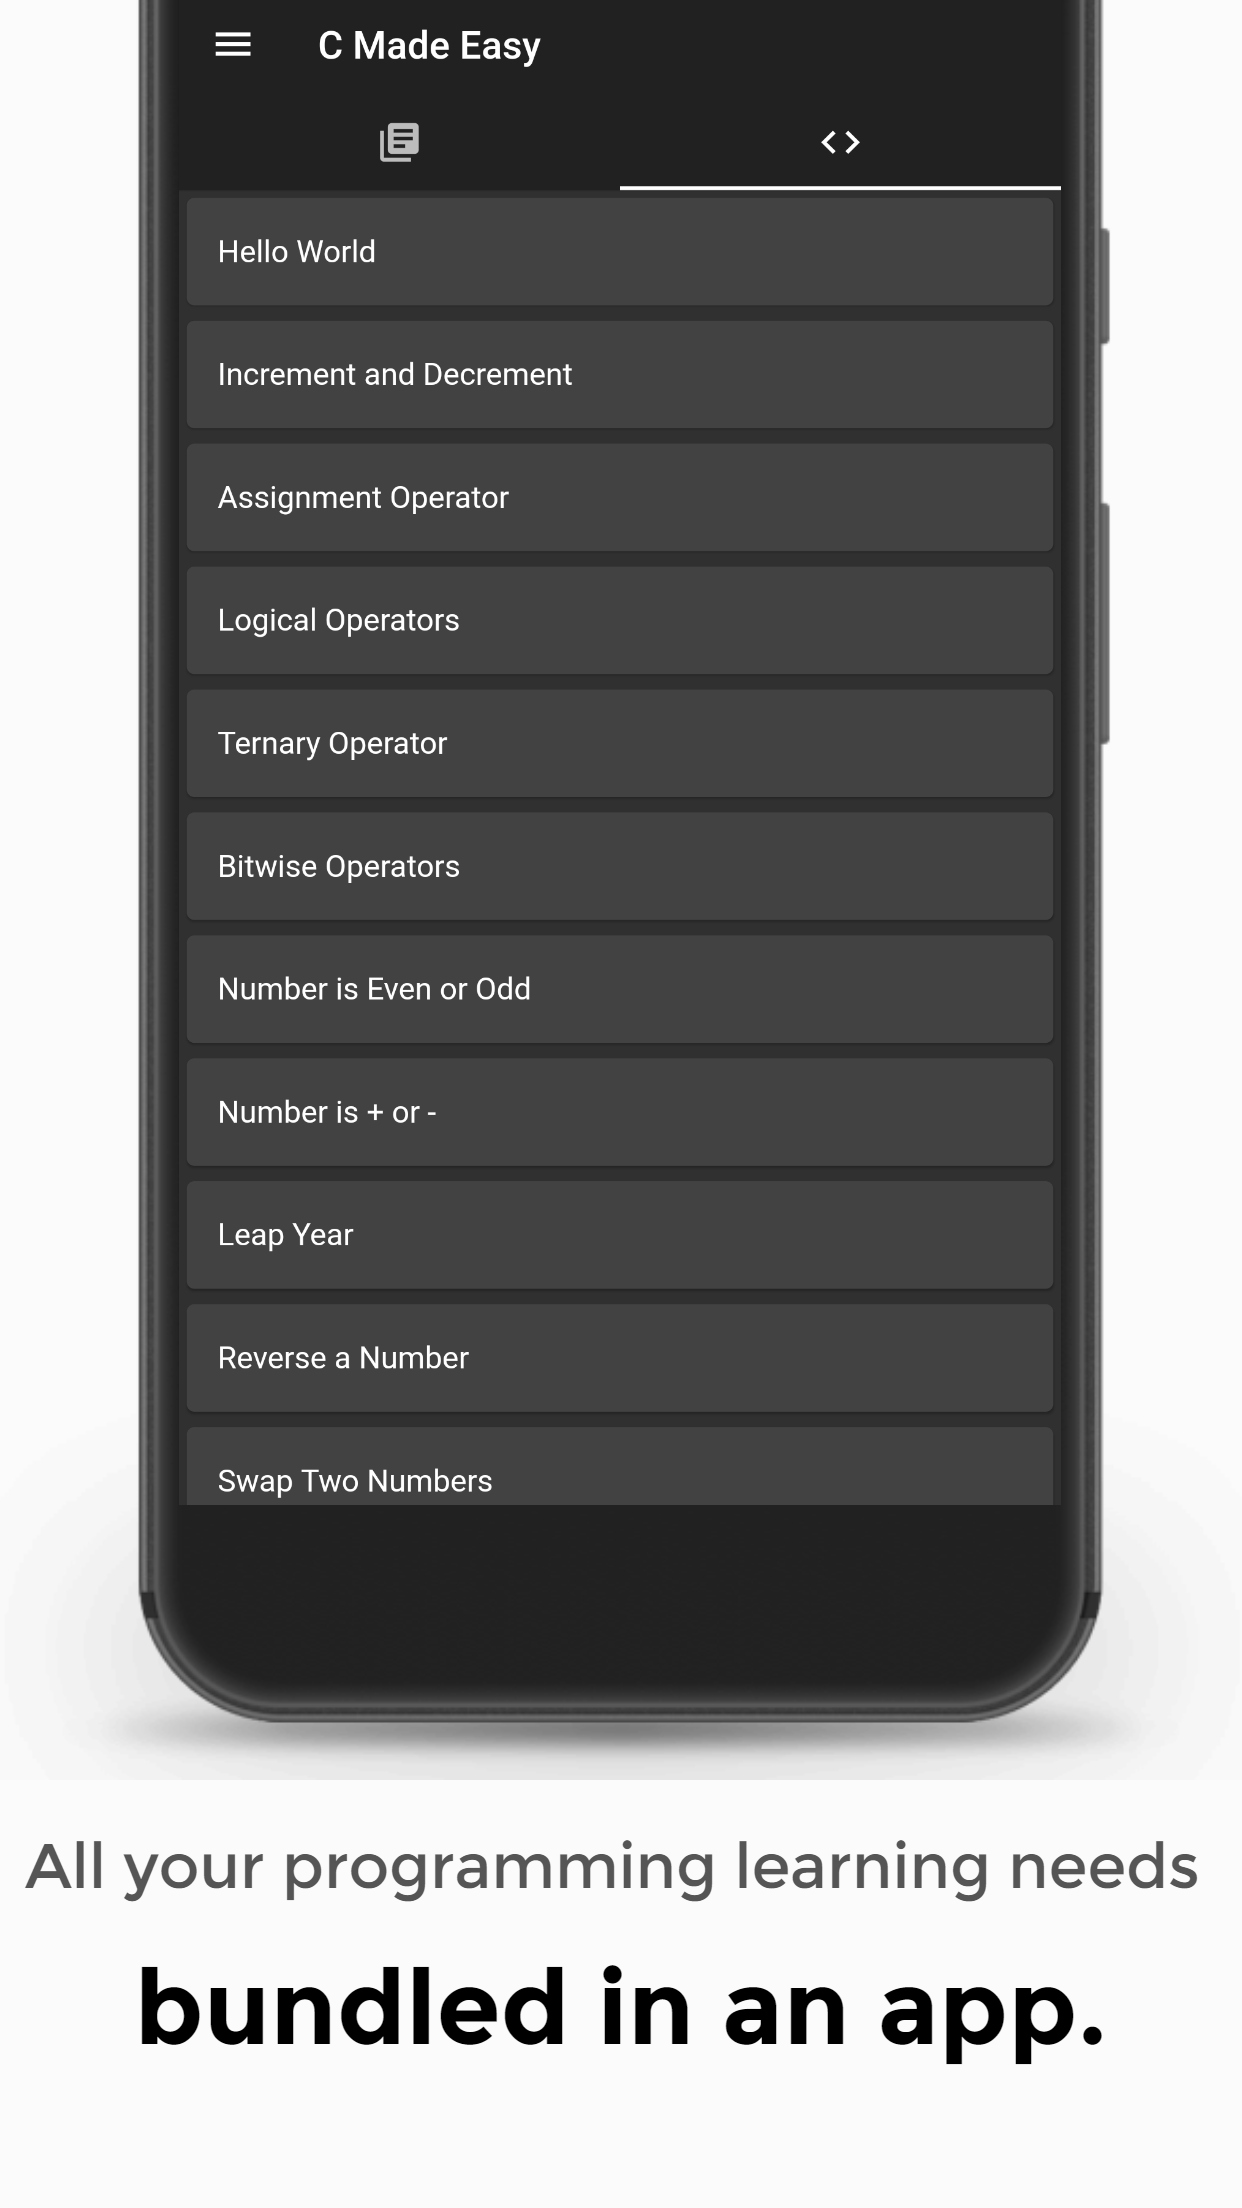 C Made Easy
Hello World
Increment and Decrement
Assignment Operator
Logical Operators
Ternary Operator
Bitwise Operators
Number is Even or Odd
Number is + or -
Leap Year
Reverse a Number
Swap Two Numbers
All your programming learning needs
bundled in an app.